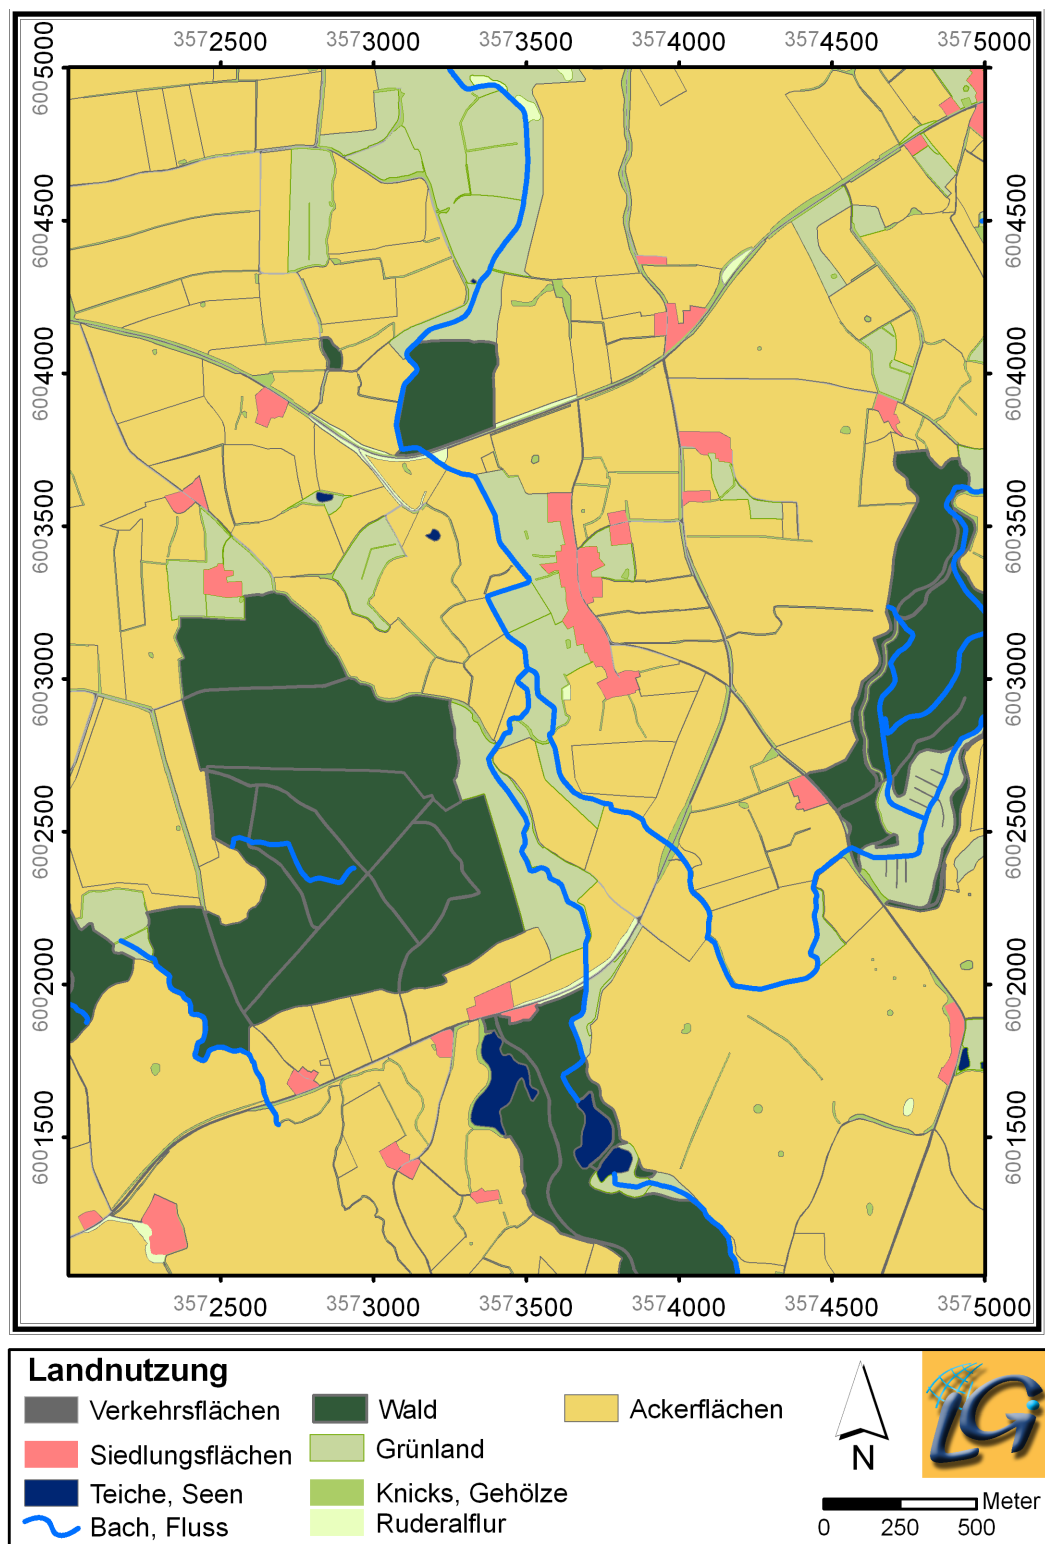 3572500 3573000 3573500 3574000 3574500 3575000
6005000
6004500 6004500
6004000 6004000
6003500 6003500
6003000 6003000
6002500 6002500
6002000 6002000
6001500 6001500
3572500 3573000 3573500 3574000 3574500 3575000
Landnutzung
Verkehrsflächen Wald Ackerflächen
Siedlungsflächen Grünland
Teiche, Seen Knicks, Gehölze
Bach, Fluss Ruderalflur
N
LGi
Meter
0 250 500